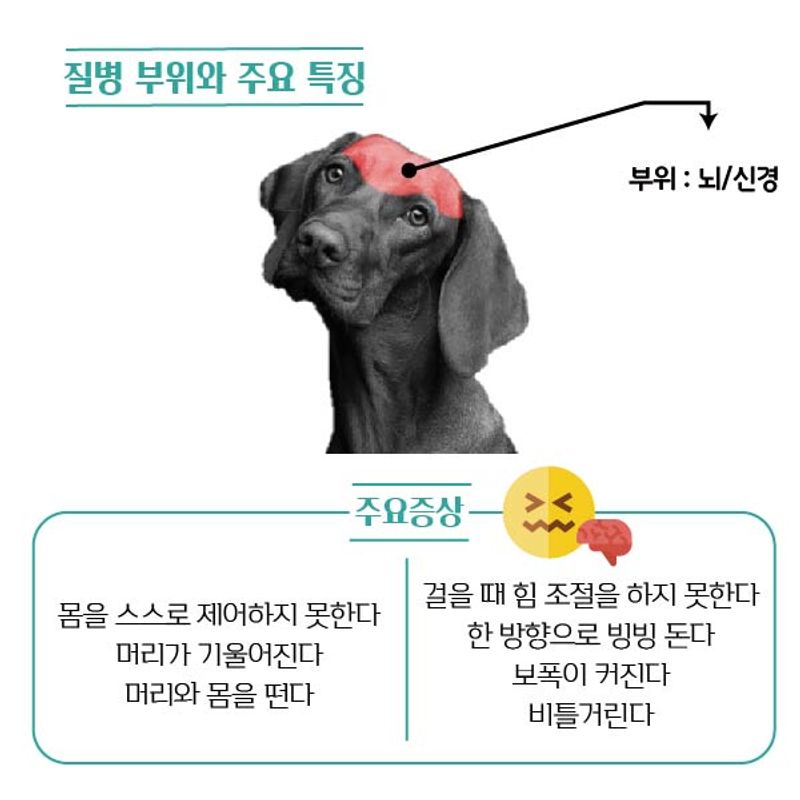 질병 부위와 주요 특징
부위 : 뇌/신경
주요증상
몸을 스스로 제어하지 못한다
머리가 기울어진다
머리와 몸을 떤다
걸을 때 힘 조절을 하지 못한다
한 방향으로 빙빙 돈다
보폭이 커진다
비틀거린다